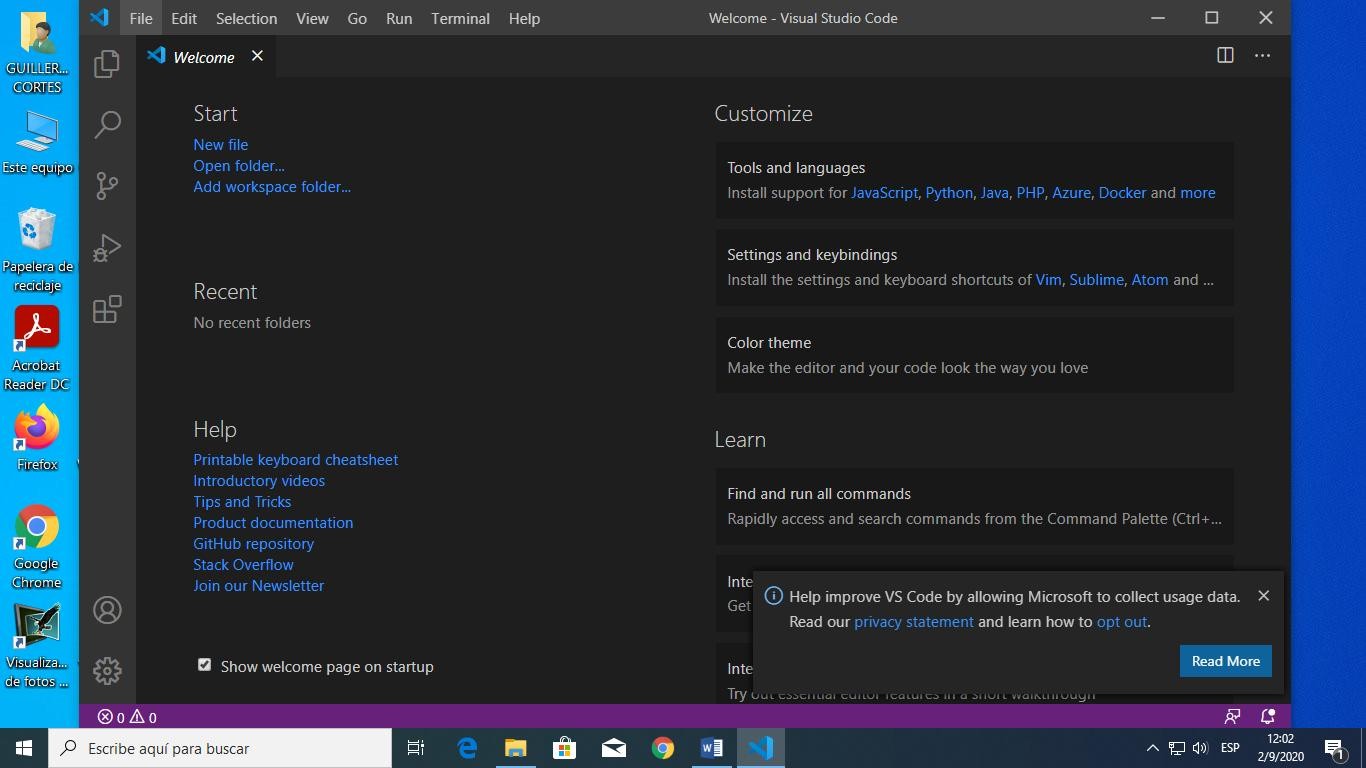 GUILLER...
CORTES
Este equipo
Papelera de
reciclaje
Acrobat
Reader DC
Firefox
Google
Chrome
Visualiza...
de fotos ...
File Edit Selection View Go Run Terminal Help
Welcome - Visual Studio Code
Welcome
Start
New file
Open folder...
Add workspace folder...
Recent
No recent folders
Help
Printable keyboard cheatsheet
Introductory videos
Tips and Tricks
Product documentation
GitHub repository
Stack Overflow
Join our Newsletter
Show welcome page on startup
Customize
Tools and languages
Install support for JavaScript, Python, Java, PHP, Azure, Docker and more
Settings and keybindings
Install the settings and keyboard shortcuts of Vim, Sublime, Atom and ...
Color theme
Make the editor and your code look the way you love
Learn
Find and run all commands
Rapidly access and search commands from the Command Palette (Ctrl+...
Inte
Get
Inte
Try out essential editor features in a short walkthrough
Help improve VS Code by allowing Microsoft to collect usage data.
Read our privacy statement and learn how to opt out.
Read More
0 0
Escribe aquí para buscar
ESP
12:02
2/9/2020
1